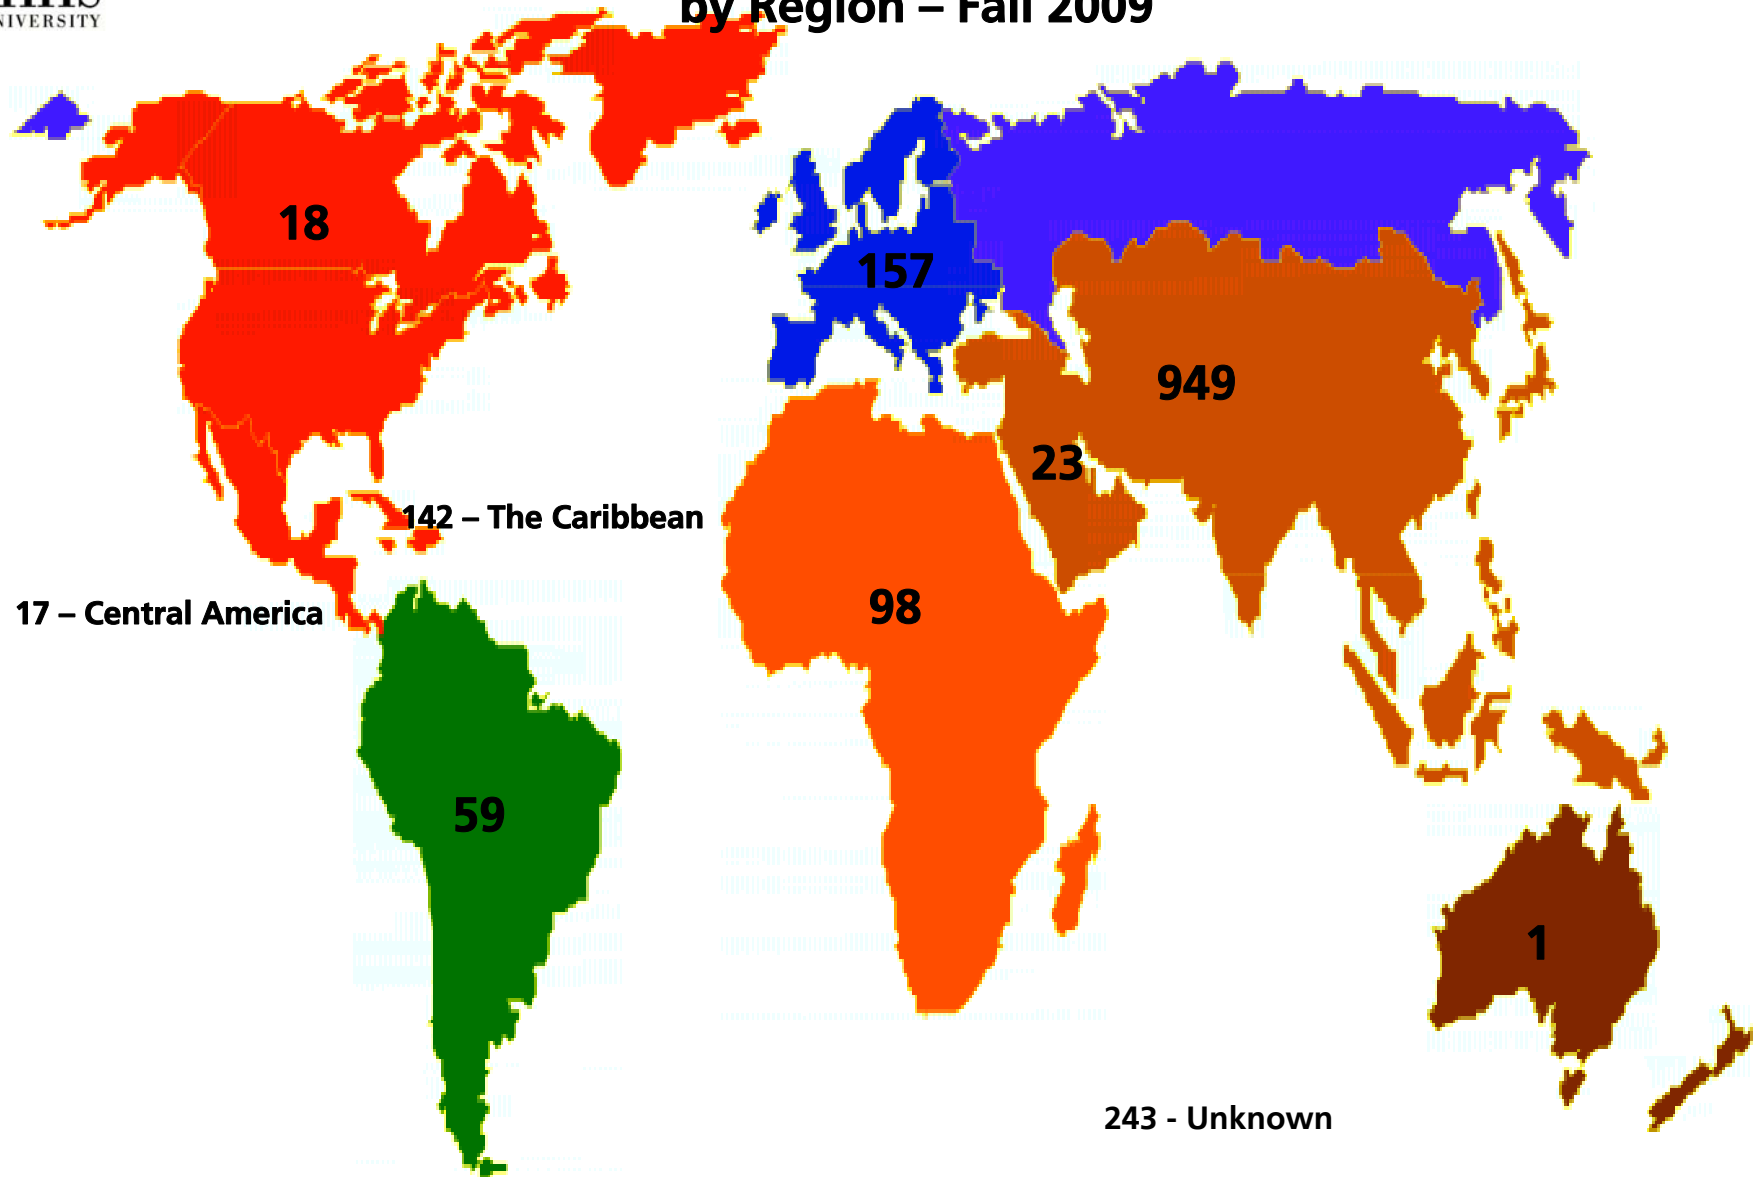 UNIVERSITY
by Region – Fall 2009
18
157
949
23
142 – The Caribbean
98
17 – Central America
59
1
243 - Unknown